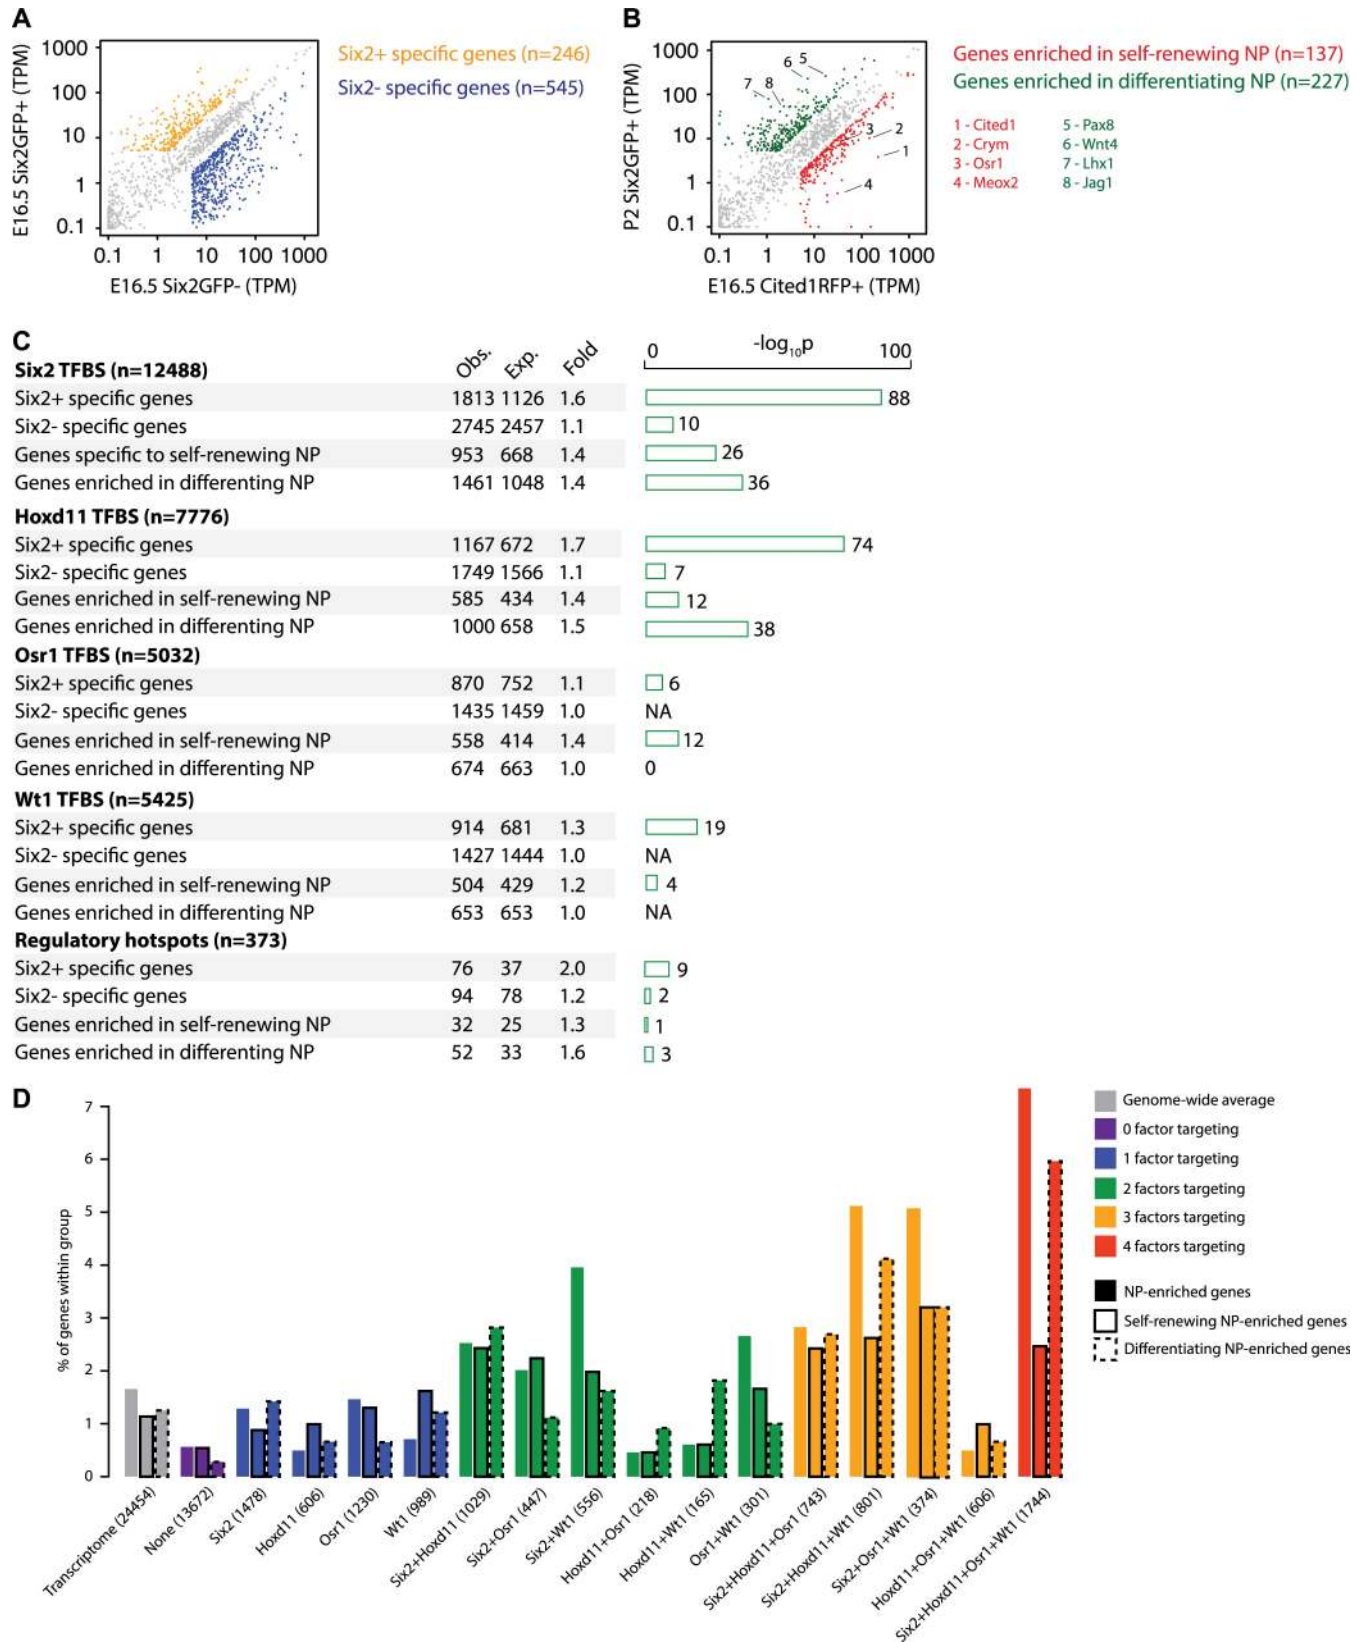 A
1000
100
10
1
0.1
E16.5 Six2GFP+ (TPM)
0.1 1 10 100 1000
E16.5 Six2GFP- (TPM)
Six2+ specific genes (n=246)
Six2- specific genes (n=545)
B
1000
100
10
1
0.1
P2 Six2GFP+ (TPM)
5
6
7
8
3
2
1
4
0.1 1 10 100 1000
E16.5 Cited1RFP+ (TPM)
Genes enriched in self-renewing NP (n=137)
Genes enriched in differentiating NP (n=227)
1 - Cited1 5 - Pax8
2 - Crym 6 - Wnt4
3 - Osr1 7 - Lhx1
4 - Meox2 8 - Jag1
C
Obs. Exp. Fold
0 -log10p 100
Six2 TFBS (n=12488)
Six2+ specific genes 1813 1126 1.6 88
Six2- specific genes 2745 2457 1.1 10
Genes specific to self-renewing NP 953 668 1.4 26
Genes enriched in differenting NP 1461 1048 1.4 36
Hoxd11 TFBS (n=7776)
Six2+ specific genes 1167 672 1.7 74
Six2- specific genes 1749 1566 1.1 7
Genes enriched in self-renewing NP 585 434 1.4 12
Genes enriched in differenting NP 1000 658 1.5 38
Osr1 TFBS (n=5032)
Six2+ specific genes 870 752 1.1 6
Six2- specific genes 1435 1459 1.0 NA
Genes enriched in self-renewing NP 558 414 1.4 12
Genes enriched in differenting NP 674 663 1.0 0
Wt1 TFBS (n=5425)
Six2+ specific genes 914 681 1.3 19
Six2- specific genes 1427 1444 1.0 NA
Genes enriched in self-renewing NP 504 429 1.2 4
Genes enriched in differenting NP 653 653 1.0 NA
Regulatory hotspots (n=373)
Six2+ specific genes 76 37 2.0 9
Six2- specific genes 94 78 1.2 2
Genes enriched in self-renewing NP 32 25 1.3 1
Genes enriched in differenting NP 52 33 1.6 3
D
7
6
5
4
3
2
1
0
% of genes within group
Transcriptome (24454)
None (13672)
Six2 (1478)
Hoxd11 (606)
Osr1 (1230)
Wt1 (989)
Six2+Hoxd11 (1029)
Six2+Osr1 (447)
Six2+Wt1 (556)
Hoxd11+Osr1 (218)
Hoxd11+Wt1 (165)
Osr1+Wt1 (301)
Six2+Hoxd11+Osr1 (743)
Six2+Hoxd11+Wt1 (801)
Six2+Osr1+Wt1 (374)
Hoxd11+Osr1+Wt1 (606)
Six2+Hoxd11+Osr1+Wt1 (1744)
Genome-wide average
0 factor targeting
1 factor targeting
2 factors targeting
3 factors targeting
4 factors targeting
NP-enriched genes
Self-renewing NP-enriched genes
Differentiating NP-enriched genes